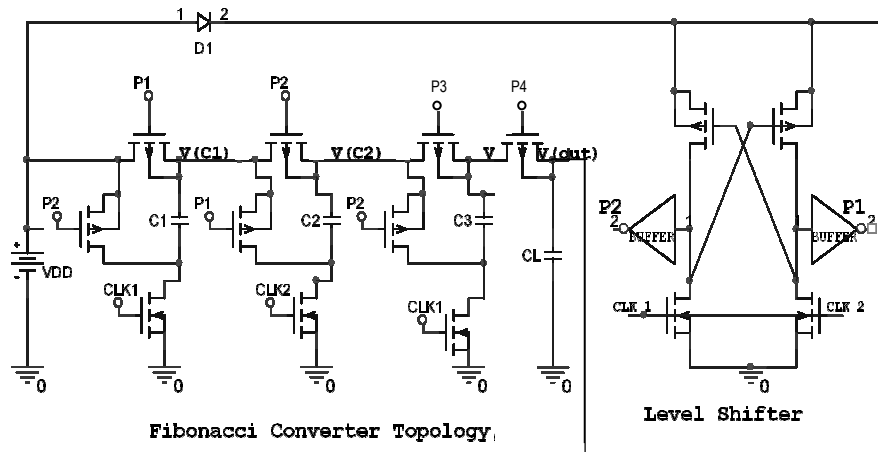 1 2
D1
P1 P2 P3 P4
V(C1) V(C2) V V(out)
P2 C1 P1 C2 P2 C3
P2 P1
2 1 1 2
BUFFER BUFFER
+
-
VDD
CL
CLK1 CLK2 CLK1
CLK 1 CLK 2
0 0 0 0 0 0
Level Shifter
Fibonacci Converter Topology